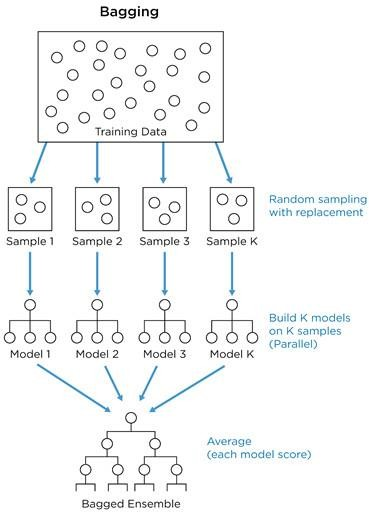 Bagging
Training Data
Random sampling
with replacement
Sample 1 Sample 2 Sample 3 Sample K
Build K models
on K samples
(Parallel)
Model 1 Model 2 Model 3 Model K
Average
(each model score)
Bagged Ensemble